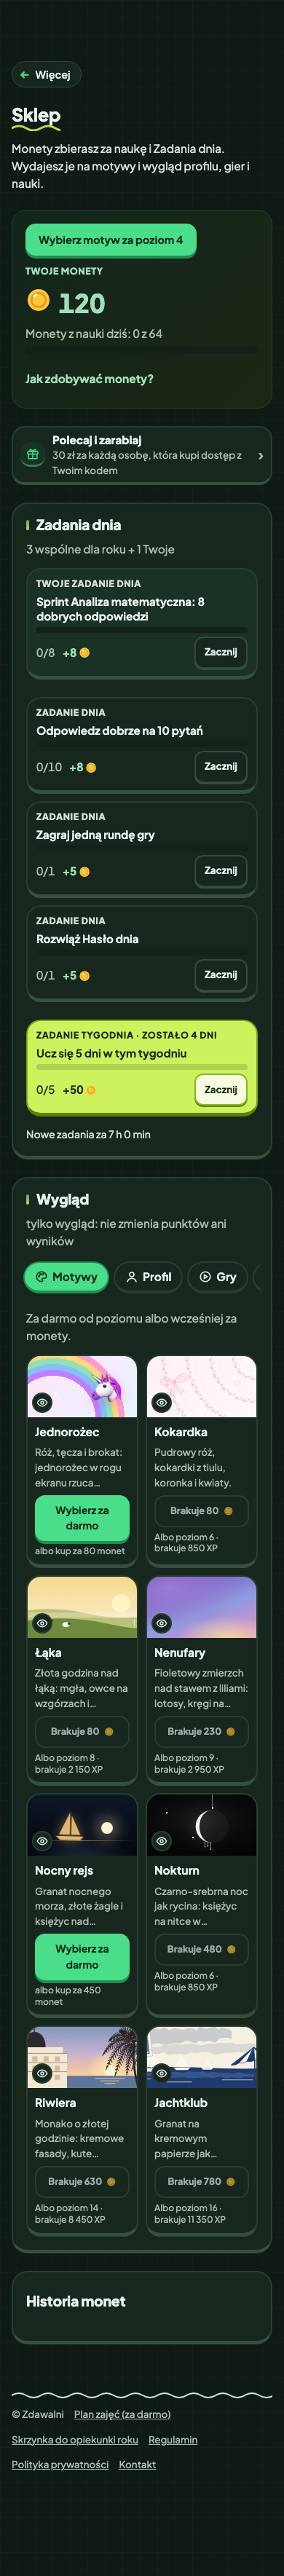 ← Więcej
Sklep
Monety zbierasz za naukę i Zadania dnia.
Wydajesz je na motywy i wygląd profilu, gier i
nauki.
Wybierz motyw za poziom 4
TWOJE MONETY
120
Monety z nauki dziś: 0 z 64
Jak zdobywać monety?
Polecaj i zarabiaj
30 zł za każdą osobę, która kupi dostęp z
Twoim kodem
›
Zadania dnia
3 wspólne dla roku + 1 Twoje
TWOJE ZADANIE DNIA
Sprint Analiza matematyczna: 8
dobrych odpowiedzi
0/8 +8
Zacznij
ZADANIE DNIA
Odpowiedz dobrze na 10 pytań
0/10 +8
Zacznij
ZADANIE DNIA
Zagraj jedną rundę gry
0/1 +5
Zacznij
ZADANIE DNIA
Rozwiąż Hasło dnia
0/1 +5
Zacznij
ZADANIE TYGODNIA · ZOSTAŁO 4 DNI
Ucz się 5 dni w tym tygodniu
0/5 +50
Zacznij
Nowe zadania za 7 h 0 min
Wygląd
tylko wygląd: nie zmienia punktów ani
wyników
Motywy
Profil
Gry
Za darmo od poziomu albo wcześniej za
monety.
Jednorożec
Róż, tęcza i brokat:
jednorożec w rogu
ekranu rzuca…
Wybierz za
darmo
albo kup za 80 monet
Kokardka
Pudrowy róż,
kokardki z tiulu,
koronka i kwiaty.
Brakuje 80
Albo poziom 6 ·
brakuje 850 XP
Łąka
Złota godzina nad
łąką: mgła, owce na
wzgórzach i…
Brakuje 80
Albo poziom 8 ·
brakuje 2 150 XP
Nenufary
Fioletowy zmierzch
nad stawem z liliami:
lotosy, kręgi na…
Brakuje 230
Albo poziom 9 ·
brakuje 2 950 XP
Nocny rejs
Granat nocnego
morza, złote żagle i
księżyc nad…
Wybierz za
darmo
albo kup za 450
monet
Nokturn
Czarno-srebrna noc
jak rycina: księżyc
na nitce w…
Brakuje 480
Albo poziom 6 ·
brakuje 850 XP
Riwiera
Monako o złotej
godzinie: kremowe
fasady, kute…
Brakuje 630
Albo poziom 14 ·
brakuje 8 450 XP
Jachtklub
Granat na
kremowym
papierze jak…
Brakuje 780
Albo poziom 16 ·
brakuje 11 350 XP
Historia monet
© Zdawalni Plan zajęć (za darmo)
Skrzynka do opiekunki roku Regulamin
Polityka prywatności Kontakt